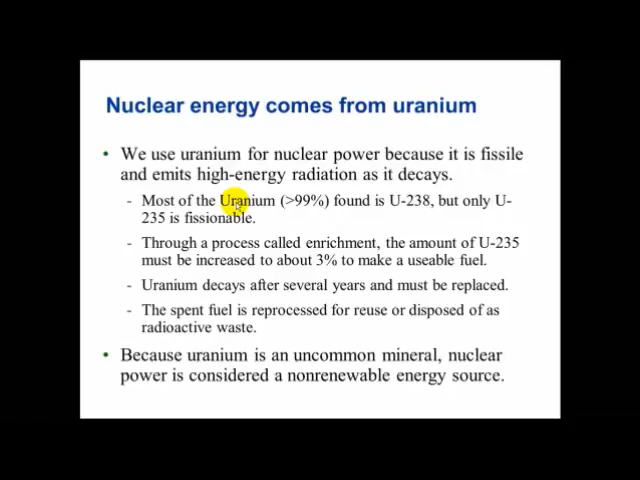 Nuclear energy comes from uranium
• We use uranium for nuclear power because it is fissile
and emits high-energy radiation as it decays.
- Most of the Uranium (>99%) found is U-238, but only U-
235 is fissionable.
- Through a process called enrichment, the amount of U-235
must be increased to about 3% to make a useable fuel.
- Uranium decays after several years and must be replaced.
- The spent fuel is reprocessed for reuse or disposed of as
radioactive waste.
• Because uranium is an uncommon mineral, nuclear
power is considered a nonrenewable energy source.